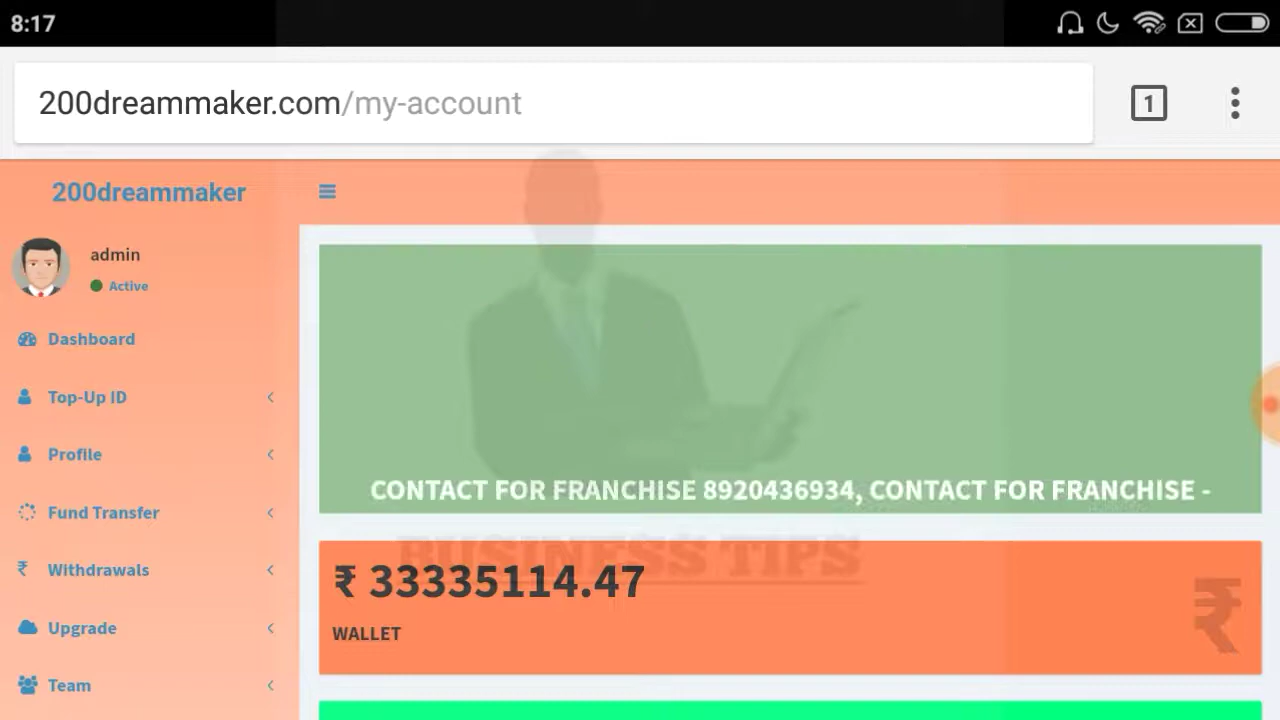 8:17
200dreammaker.com/my-account
1
200dreammaker
admin
Active
Dashboard
Top-Up ID
Profile
Fund Transfer
Withdrawals
Upgrade
Team
CONTACT FOR FRANCHISE 8920436934, CONTACT FOR FRANCHISE -
BUSINESS TIPS
₹ 33335114.47
WALLET
₹